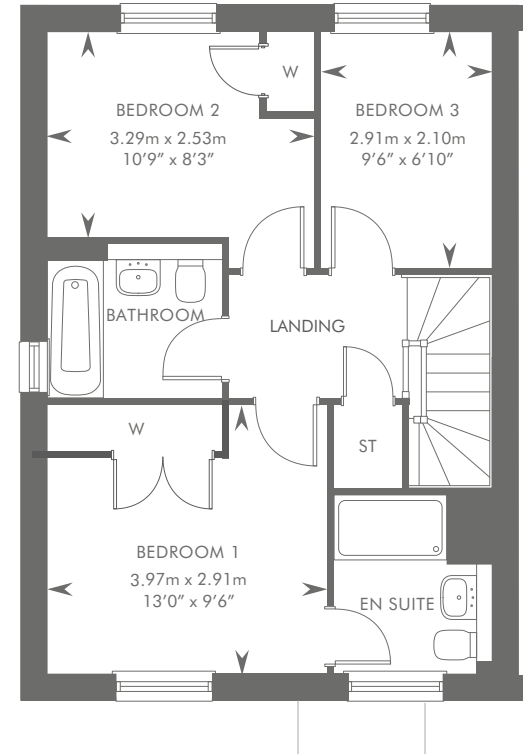 W
BEDROOM 2
3.29m x 2.53m
10’9” x 8’3”
BEDROOM 3
2.91m x 2.10m
9’6” x 6’10”
BATHROOM
LANDING
W
ST
BEDROOM 1
3.97m x 2.91m
13’0” x 9’6”
EN SUITE